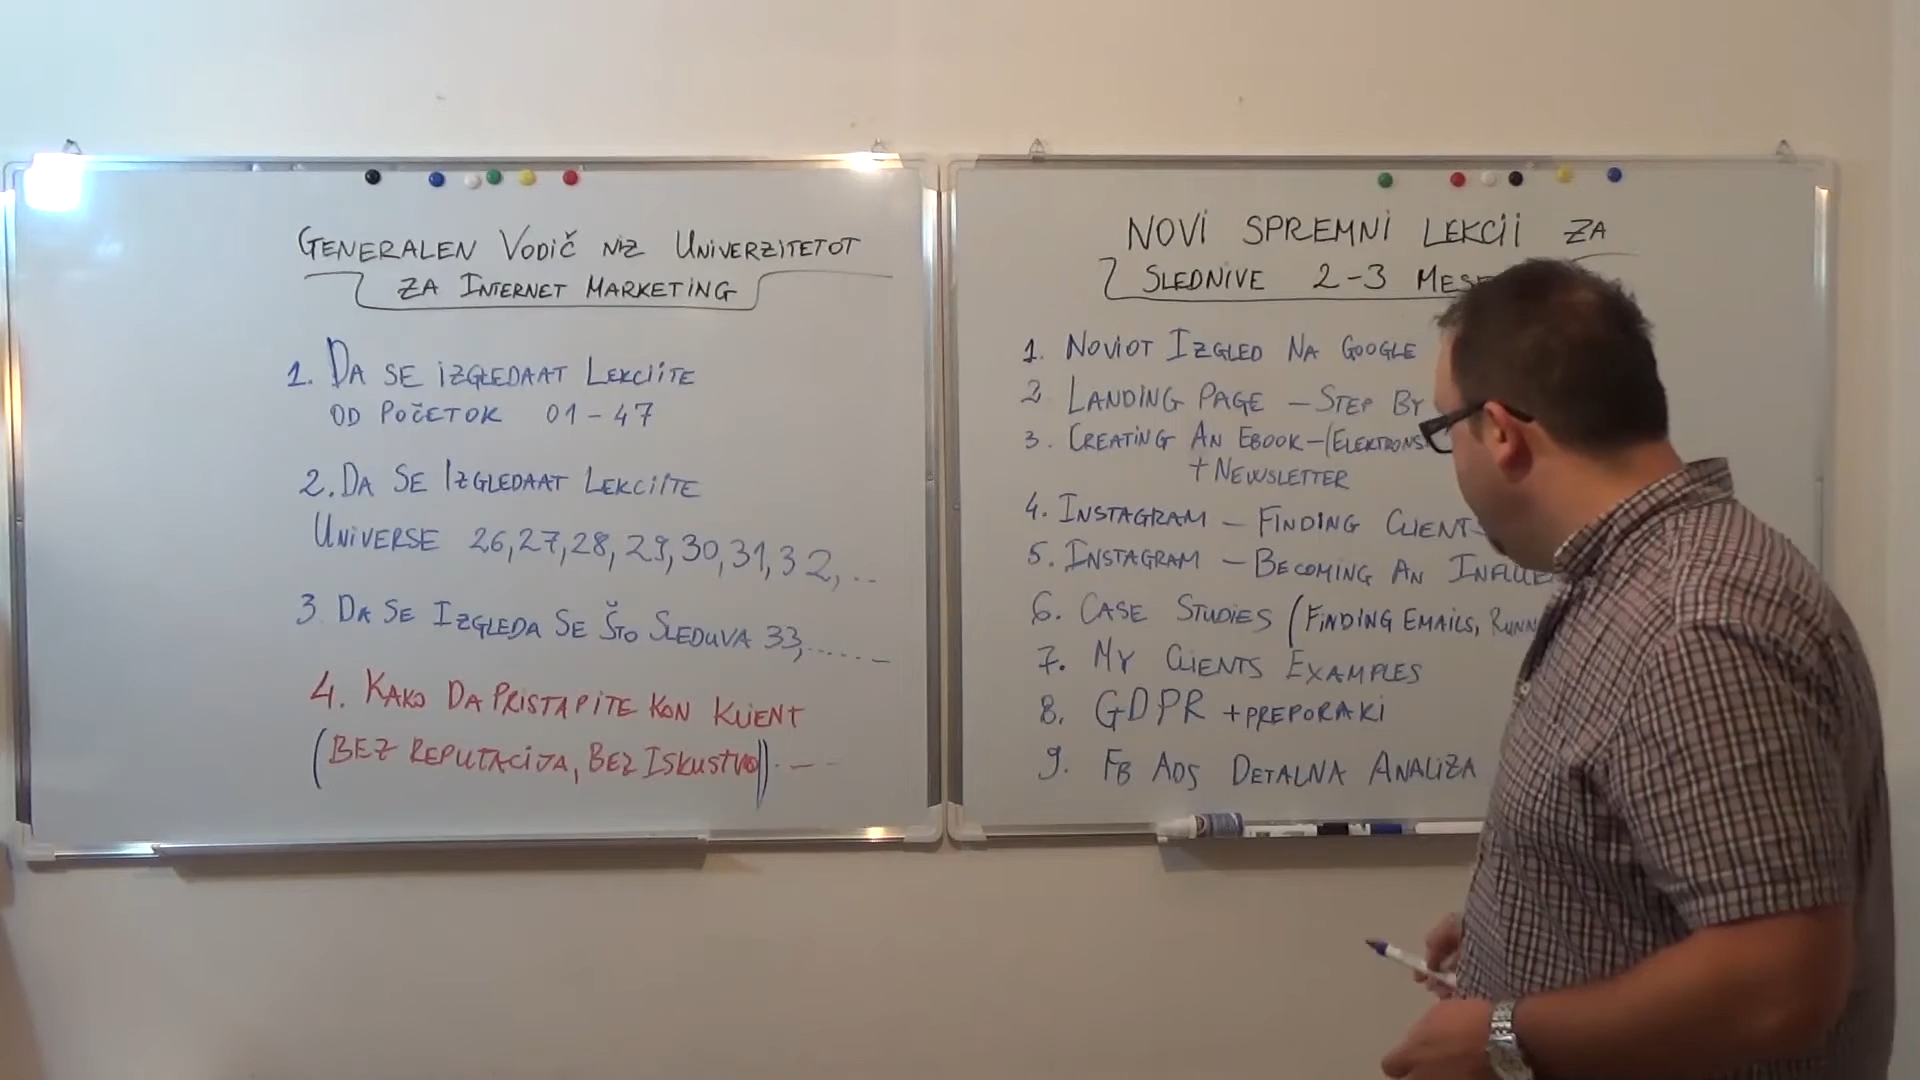 GENERALEN VODIČ NIZ UNIVERZITETOT
ZA INTERNET MARKETING
1. DA SE IZGLEDAAT LEKCIITE
OD POČETOK 01-47
2. DA SE IZGLEDAAT LEKCIITE
UNIVERSE 26,27,28,29,30,31,32,...
3. DA SE IZGLEDA SE ŠTO SLEDUVA 33,......
4. KAKO DA PRISTAPITE KON KLIENT
(BEZ REPUTACIJA, BEZ ISKUSTVO)
NOVI SPREMNI LEKCII ZA
SLEDNIVE 2-3
1. NOVIOT IZGLED NA GOOGLE
2 LANDING PAGE - STEP BY
3. CREATING AN EBOOK-
+ NEWSLETTER
4. INSTAGRAM - FINDING CLIENTS
5. INSTAGRAM - BECOMING AN
6. CASE STUDIES (FINDING EMAILS,
7. MY CLIENTS EXAMPLES
8. GDPR + PREPORAKI
9. FB ADS DETALNA ANALIZA